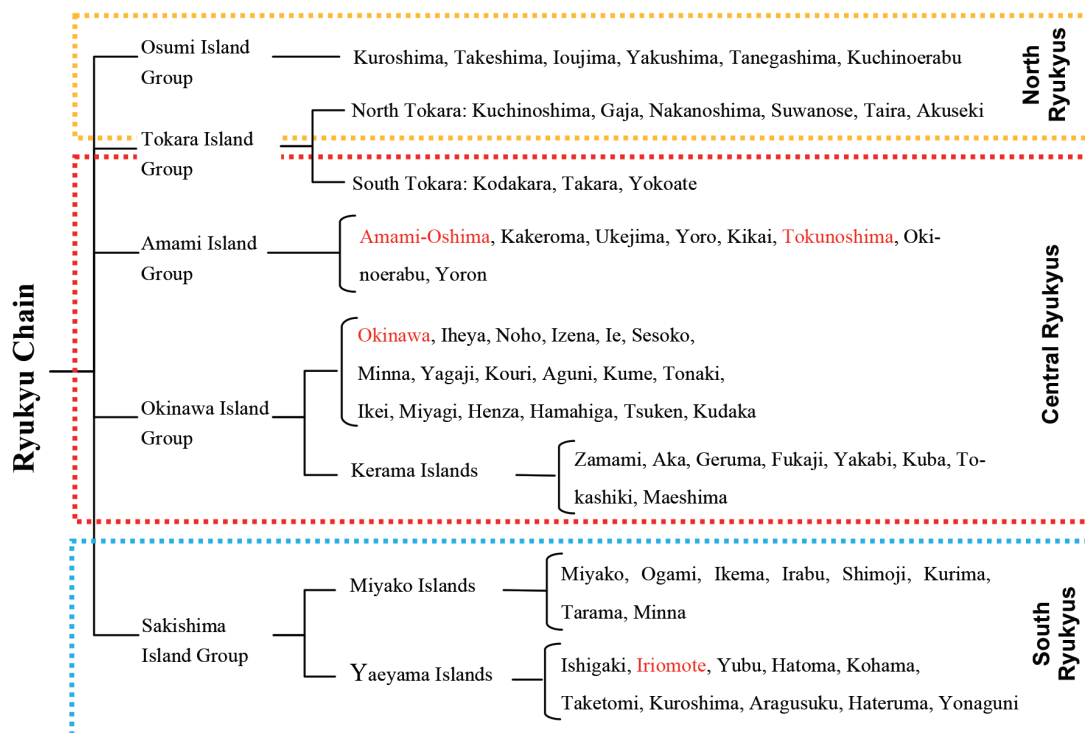 Ryukyu Chain
Osumi Island
Group
Kuroshima, Takeshima, Ioujima, Yakushima, Tanegashima, Kuchinoerabu
North
Ryukyus
Tokara Island
Group
North Tokara: Kuchinoshima, Gaja, Nakanoshima, Suwanose, Taira, Akuseki
South Tokara: Kodakara, Takara, Yokoate
Central Ryukyus
Amami Island
Group
Amami-Oshima, Kakeroma, Ukejima, Yoro, Kikai, Tokunoshima, Oki-
noerabu, Yoron
Okinawa Island
Group
Okinawa, Iheya, Noho, Izena, Ie, Sesoko,
Minna, Yagaji, Kouri, Aguni, Kume, Tonaki,
Ikei, Miyagi, Henza, Hamahiga, Tsuken, Kudaka
Kerama Islands
Zamami, Aka, Geruma, Fukaji, Yakabi, Kuba, To-
kashiki, Maeshima
Sakishima
Island Group
Miyako Islands
Miyako, Ogami, Ikema, Irabu, Shimoji, Kurima,
Tarama, Minna
Yaeyama Islands
Ishigaki, Iriomote, Yubu, Hatoma, Kohama,
Taketomi, Kuroshima, Aragusuku, Hateruma, Yonaguni
South
Ryukyus